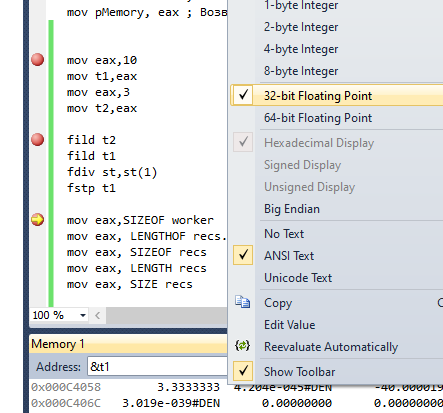 mov pMemory, eax ; Возв
mov eax,10
mov t1,eax
mov eax,3
mov t2,eax
fild t2
fild t1
fdiv st,st(1)
fstp t1
mov eax,SIZEOF worker
mov eax, LENGTHOF recs.
mov eax, SIZEOF recs
mov eax, LENGTH recs
mov eax, SIZE recs
1-byte Integer
2-byte Integer
4-byte Integer
8-byte Integer
32-bit Floating Point
64-bit Floating Point
Hexadecimal Display
Signed Display
Unsigned Display
Big Endian
No Text
ANSI Text
Unicode Text
Copy
Edit Value
Reevaluate Automatically
Show Toolbar
100 %
Memory 1
Address: &t1
0x000C4058 3.3333333 4.204e-045#DEN -40.000019
0x000C406C 3.019e-039#DEN 0.00000000 0.0000000